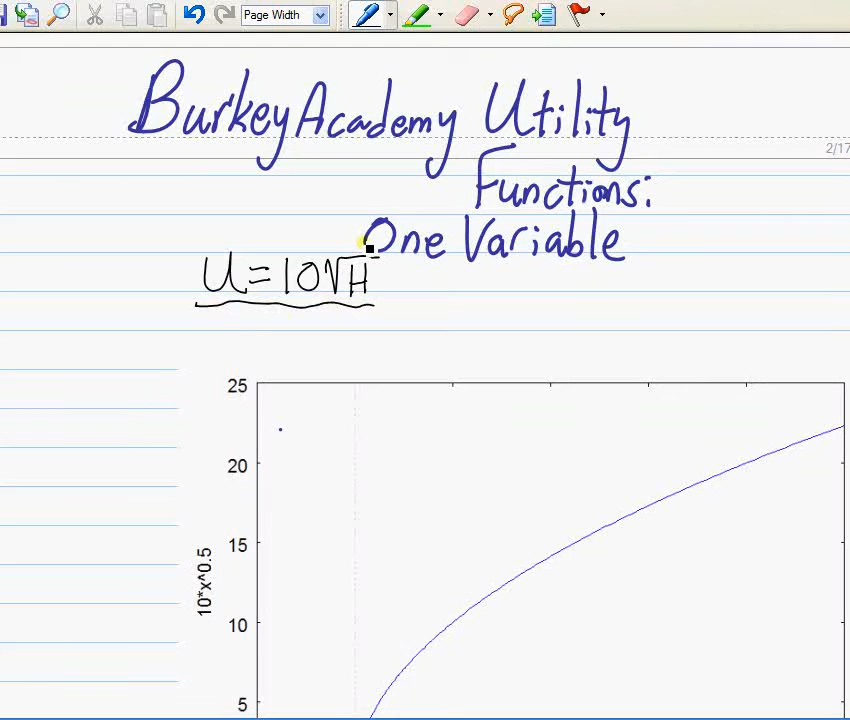 Page Width
BurkeyAcademy Utility
2/17
Functions:
One Variable
U = 10√H
25
20
15
10
5
10*x^0.5